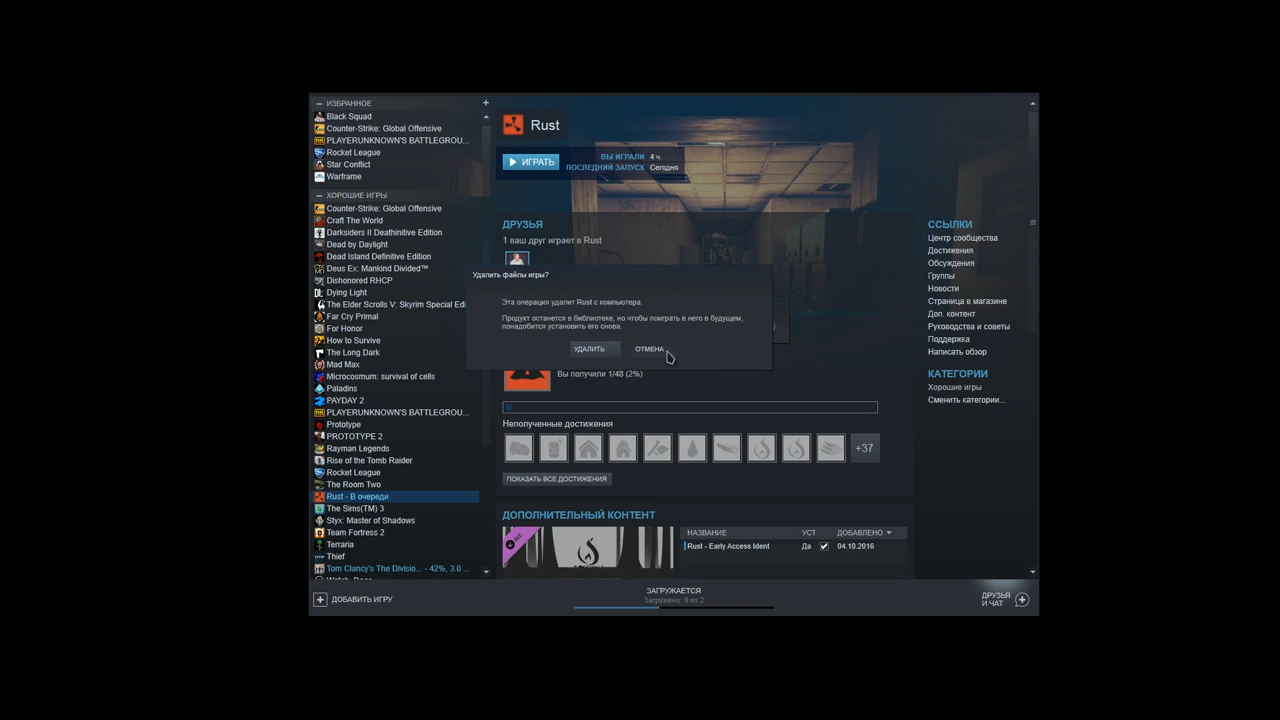 ИЗБРАННОЕ
Black Squad
Counter-Strike: Global Offensive
PLAYERUNKNOWN'S BATTLEGROU...
Rocket League
Star Conflict
Warframe
ХОРОШИЕ ИГРЫ
Counter-Strike: Global Offensive
Craft The World
Darksiders II Deathinitive Edition
Dead by Daylight
Dead Island Definitive Edition
Deus Ex: Mankind Divided™
Dishonored RHCP
Dying Light
The Elder Scrolls V: Skyrim Special Edi
Far Cry Primal
For Honor
How to Survive
The Long Dark
Mad Max
Microcosmum: survival of cells
Paladins
PAYDAY 2
PLAYERUNKNOWN'S BATTLEGROU...
Prototype
PROTOTYPE 2
Rayman Legends
Rise of the Tomb Raider
Rocket League
The Room Two
Rust - В очереди
The Sims(TM) 3
Styx: Master of Shadows
Team Fortress 2
Terraria
Thief
Tom Clancy's The Divisio... - 42%, 3.0 ...
ДОБАВИТЬ ИГРУ
Rust
ИГРАТЬ
ВЫ ИГРАЛИ 4 ч.
ПОСЛЕДНИЙ ЗАПУСК Сегодня
ДРУЗЬЯ
1 ваш друг играет в Rust
Удалить файлы игры?
Эта операция удалит Rust с компьютера.
Продукт останется в библиотеке, но чтобы поиграть в него в будущем,
понадобится установить его снова.
УДАЛИТЬ ОТМЕНА
Вы получили 1/48 (2%)
Неполученные достижения
+37
ПОКАЗАТЬ ВСЕ ДОСТИЖЕНИЯ
ДОПОЛНИТЕЛЬНЫЙ КОНТЕНТ
DLC
НАЗВАНИЕ УСТ ДОБАВЛЕНО
Rust - Early Access Ident Да 04.10.2016
ССЫЛКИ
Центр сообщества
Достижения
Обсуждения
Группы
Новости
Страница в магазине
Доп. контент
Руководства и советы
Поддержка
Написать обзор
КАТЕГОРИИ
Хорошие игры
Сменить категории...
ЗАГРУЖАЕТСЯ
Загружено: 0 из 2
ДРУЗЬЯ
И ЧАТ